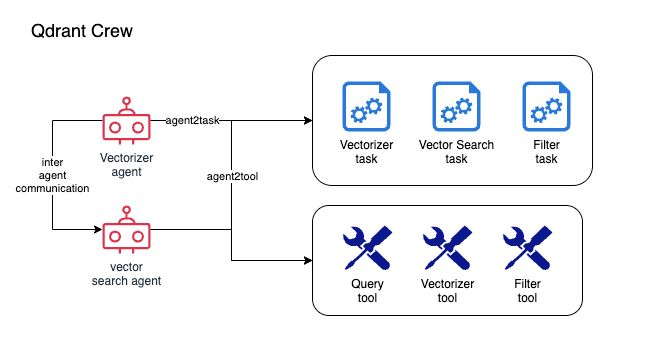 Qdrant Crew
Vectorizer
agent
agent2task
inter
agent
communication
agent2tool
vector
search agent
Vectorizer
task
Vector Search
task
Filter
task
Query
tool
Vectorizer
tool
Filter
tool